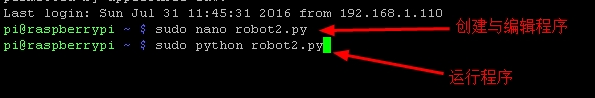 Last login: Sun Jul 31 11:45:31 2016 from 192.168.1.110
pi@raspberrypi ~ $ sudo nano robot2.py
创建与编辑程序
pi@raspberrypi ~ $ sudo python robot2.py
运行程序